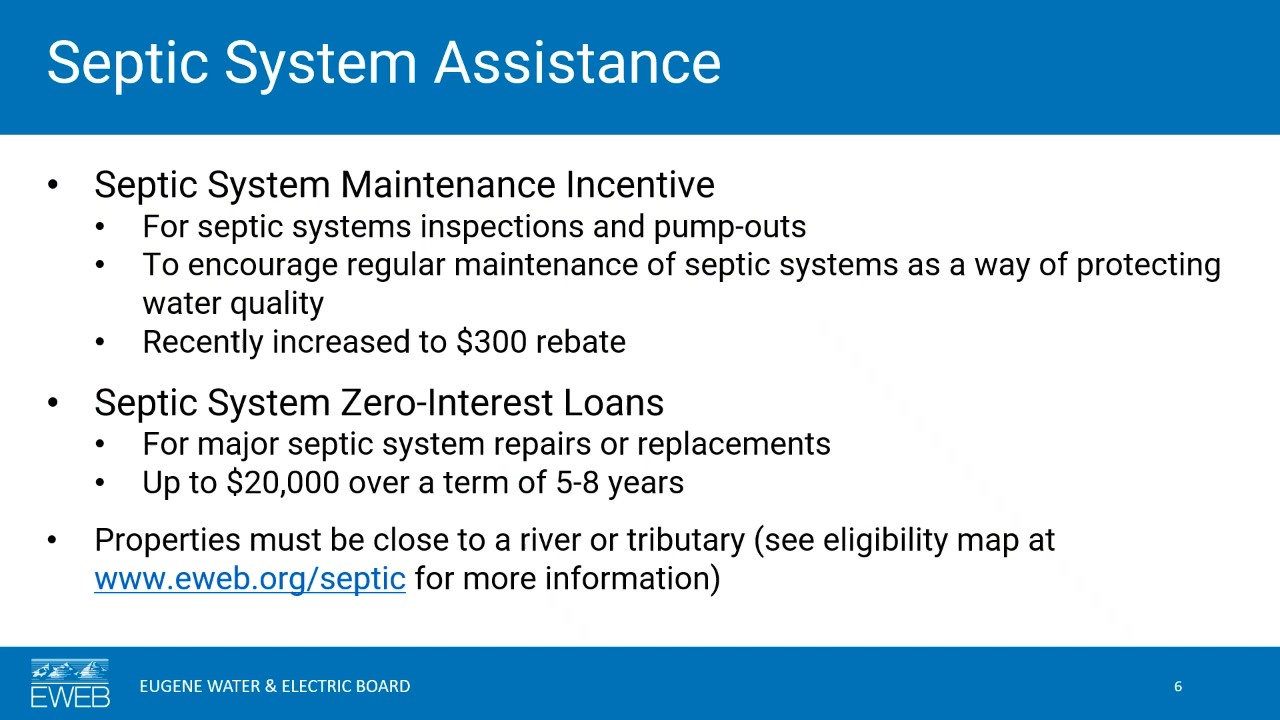 Septic System Assistance
• Septic System Maintenance Incentive
• For septic systems inspections and pump-outs
• To encourage regular maintenance of septic systems as a way of protecting
water quality
• Recently increased to $300 rebate
• Septic System Zero-Interest Loans
• For major septic system repairs or replacements
• Up to $20,000 over a term of 5-8 years
• Properties must be close to a river or tributary (see eligibility map at
www.eweb.org/septic for more information)
EWEB
EUGENE WATER & ELECTRIC BOARD
6